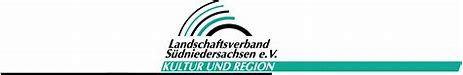 Landschaftsverband
Südniedersachsen e.V.
KULTUR UND REGION